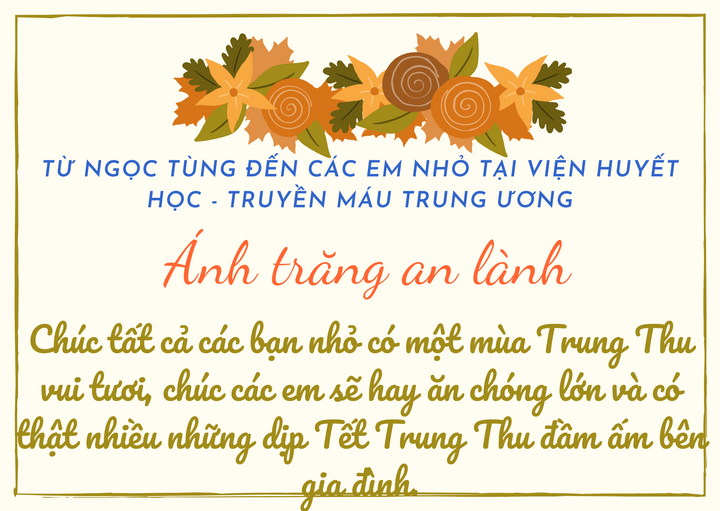 TỪ NGỌC TÙNG ĐẾN CÁC EM NHỎ TẠI VIỆN HUYẾT
HỌC - TRUYỀN MÁU TRUNG ƯƠNG
Ánh trăng an lành
Chúc tất cả các bạn nhỏ có một mùa Trung Thu
vui tươi, chúc các em sẽ hay ăn chóng lớn và có
thật nhiều những dịp Tết Trung Thu đầm ấm bên
gia đình.